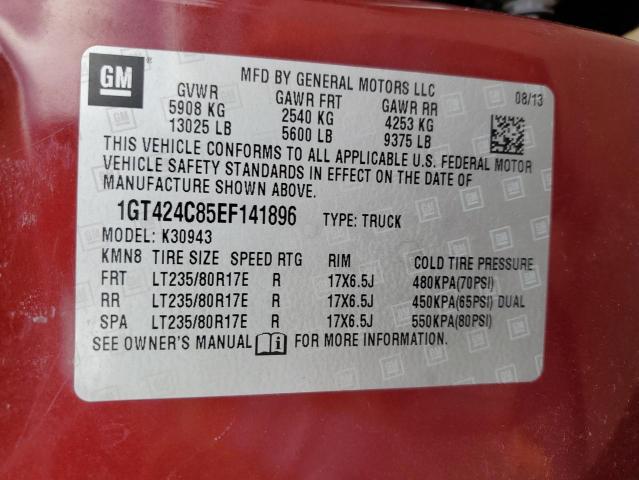 GM
MFD BY GENERAL MOTORS LLC
08/13
GVWR GAWR FRT GAWR RR
5908 KG 2540 KG 4253 KG
13025 LB 5600 LB 9375 LB
THIS VEHICLE CONFORMS TO ALL APPLICABLE U.S. FEDERAL MOTOR
VEHICLE SAFETY STANDARDS IN EFFECT ON THE DATE OF
MANUFACTURE SHOWN ABOVE.
1GT424C85EF141896 TYPE: TRUCK
MODEL: K30943
KMN8 TIRE SIZE SPEED RTG RIM COLD TIRE PRESSURE
FRT LT235/80R17E R 17X6.5J 480KPA(70PSI)
RR LT235/80R17E R 17X6.5J 450KPA(65PSI) DUAL
SPA LT235/80R17E R 17X6.5J 550KPA(80PSI)
SEE OWNER'S MANUAL FOR MORE INFORMATION.